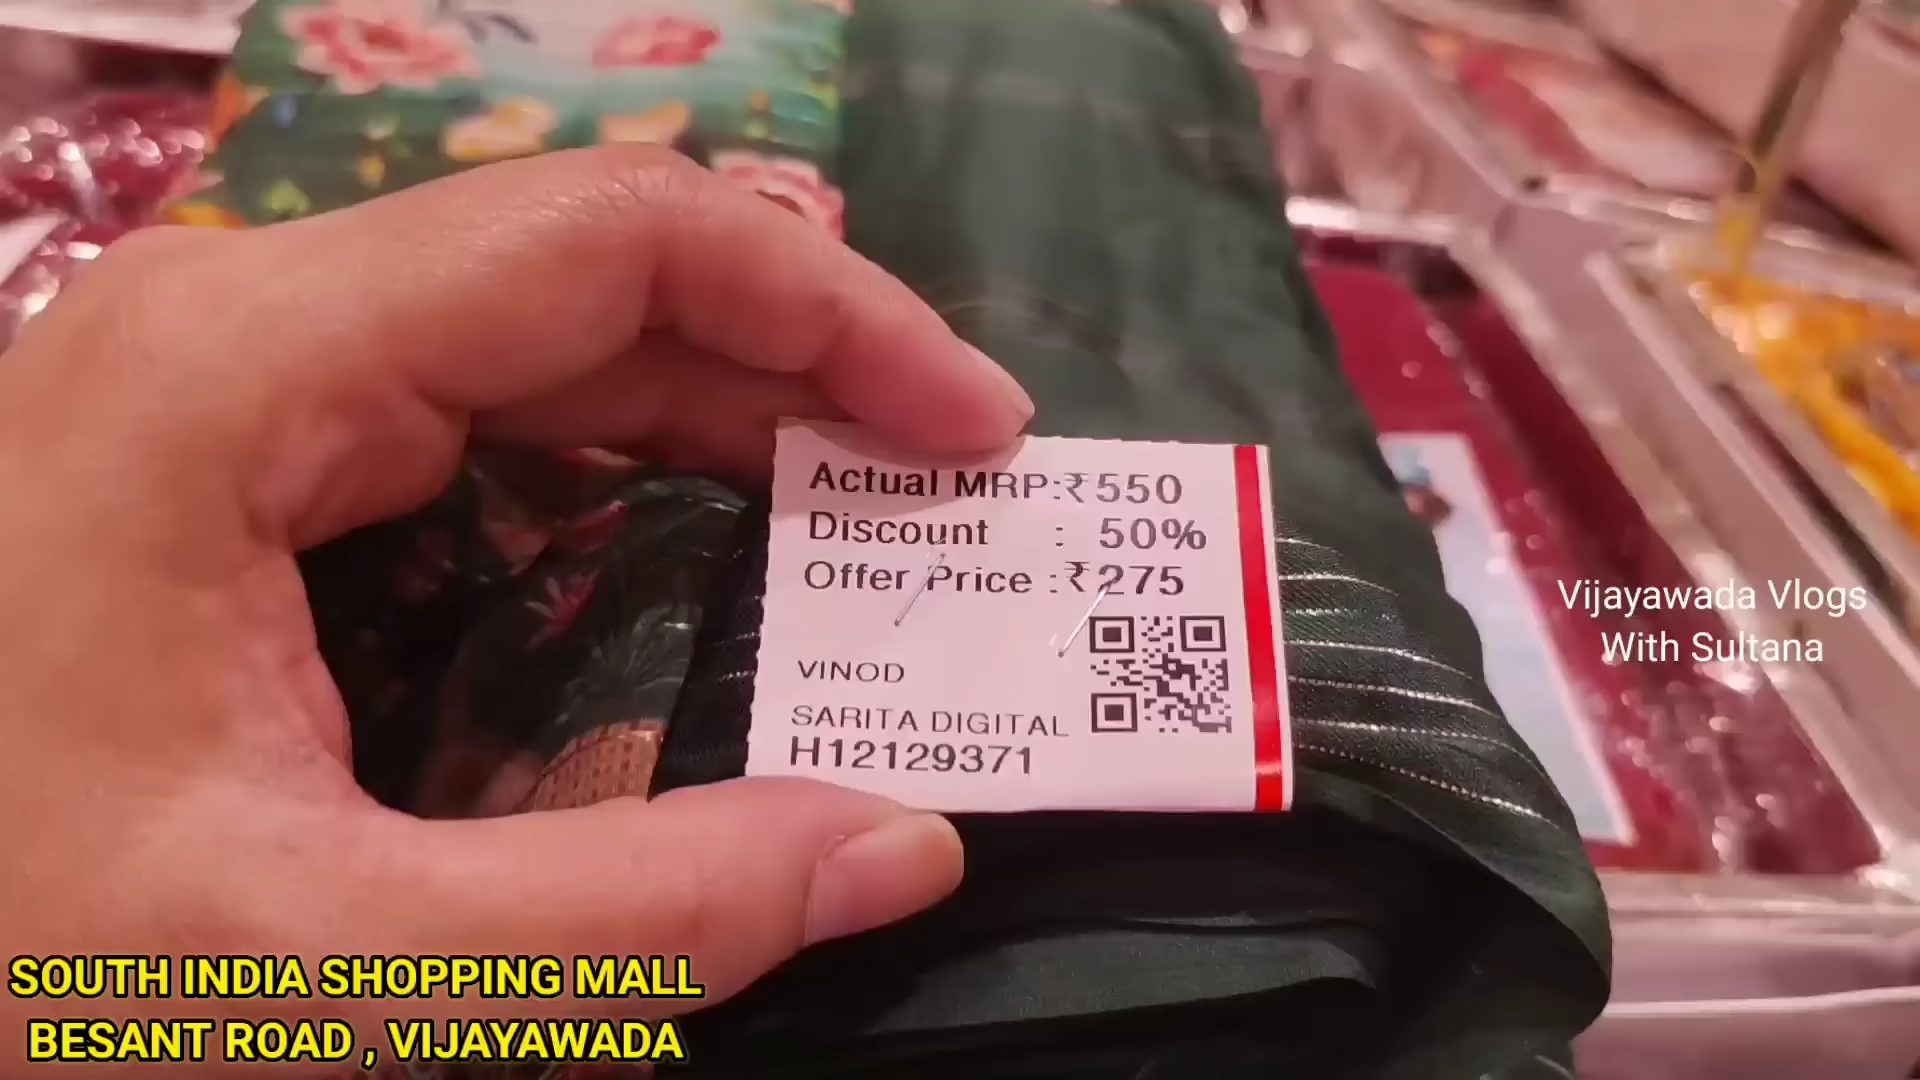 Actual MRP:₹550
Discount : 50%
Offer Price :₹275
VINOD
SARITA DIGITAL
H12129371
Vijayawada Vlogs
With Sultana
SOUTH INDIA SHOPPING MALL
BESANT ROAD , VIJAYAWADA